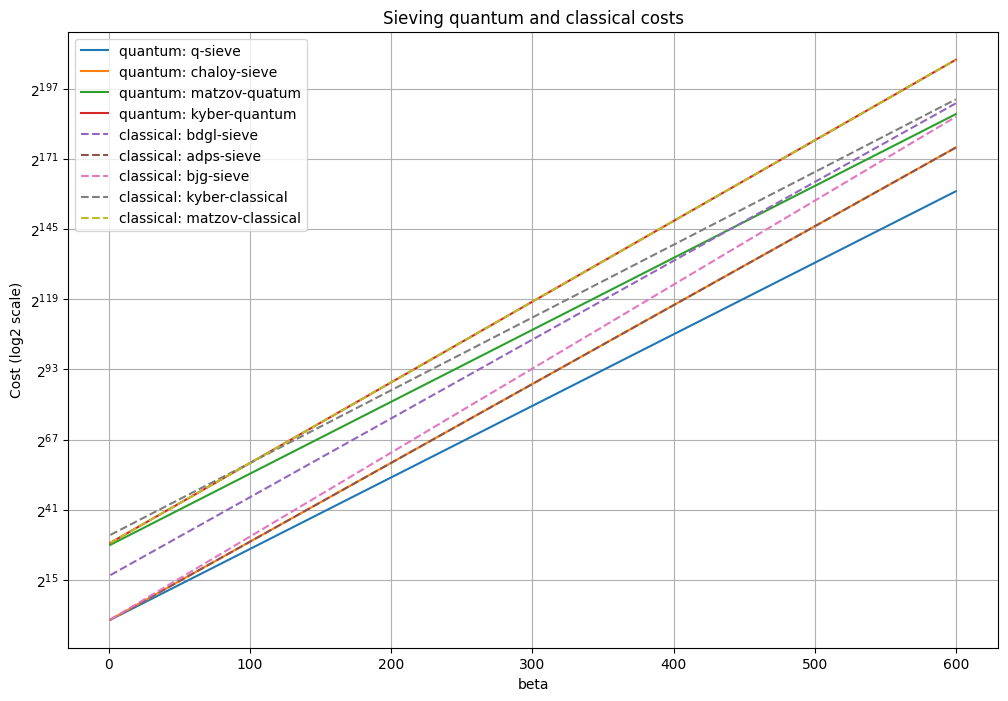 Sieving quantum and classical costs
quantum: q-sieve
quantum: chaloy-sieve
quantum: matzov-quatum
quantum: kyber-quantum
classical: bdgl-sieve
classical: adps-sieve
classical: bjg-sieve
classical: kyber-classical
classical: matzov-classical
Cost (log2 scale)
2^197
2^171
2^145
2^119
2^93
2^67
2^41
2^15
0 100 200 300 400 500 600
beta